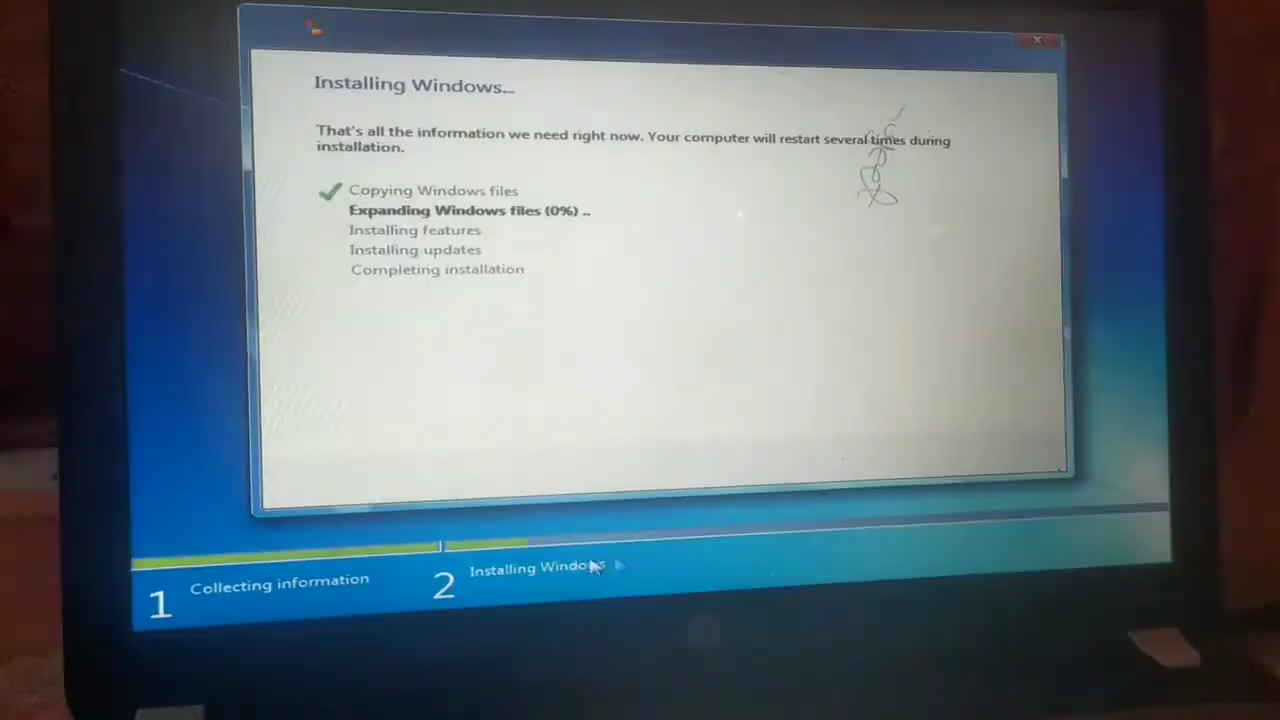 Installing Windows...
That's all the information we need right now. Your computer will restart several times during
installation.
Copying Windows files
Expanding Windows files (0%) ..
Installing features
Installing updates
Completing installation
1 Collecting information
2 Installing Windows